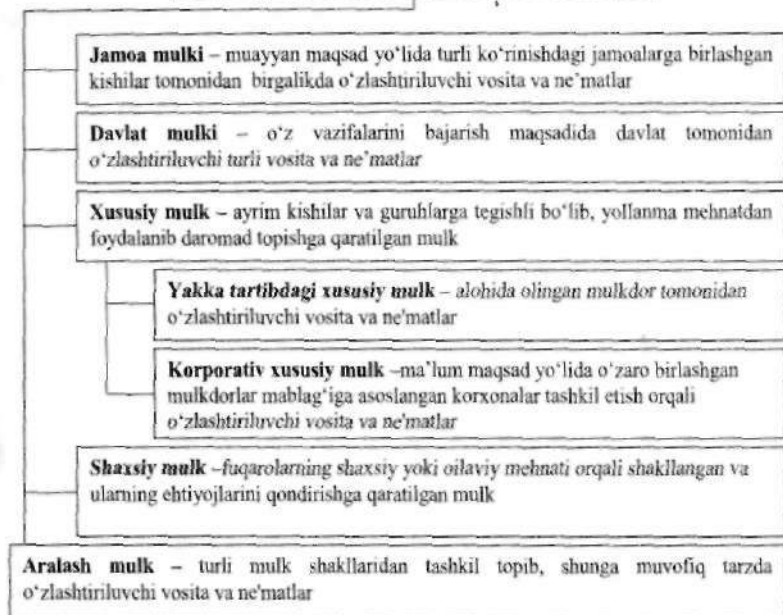 Jamoa mulki – muayyan maqsad yo‘lida turli ko‘rinishdagi jamoalarga birlashgan
kishilar tomonidan birgalikda o‘zlashtiriluvchi vosita va ne’matlar
Davlat mulki – o‘z vazifalarini bajarish maqsadida davlat tomonidan
o‘zlashtiriluvchi turli vosita va ne’matlar
Xususiy mulk – ayrim kishilar va guruhlarga tegishli bo‘lib, yollanma mehnatdan
foydalanib daromad topishga qaratilgan mulk
Yakka tartibdagi xususiy mulk – alohida olingan mulkdor tomonidan
o‘zlashtiriluvchi vosita va ne'matlar
Korporativ xususiy mulk –ma’lum maqsad yo‘lida o‘zaro birlashgan
mulkdorlar mablag‘iga asoslangan korxonalar tashkil etish orqali
o‘zlashtiriluvchi vosita va ne'matlar
Shaxsiy mulk –fuqarolarning shaxsiy yoki oilaviy mehnati orqali shakllangan va
ularning ehtiyojlarini qondirishga qaratilgan mulk
Aralash mulk – turli mulk shakllaridan tashkil topib, shunga muvofiq tarzda
o‘zlashtiriluvchi vosita va ne'matlar